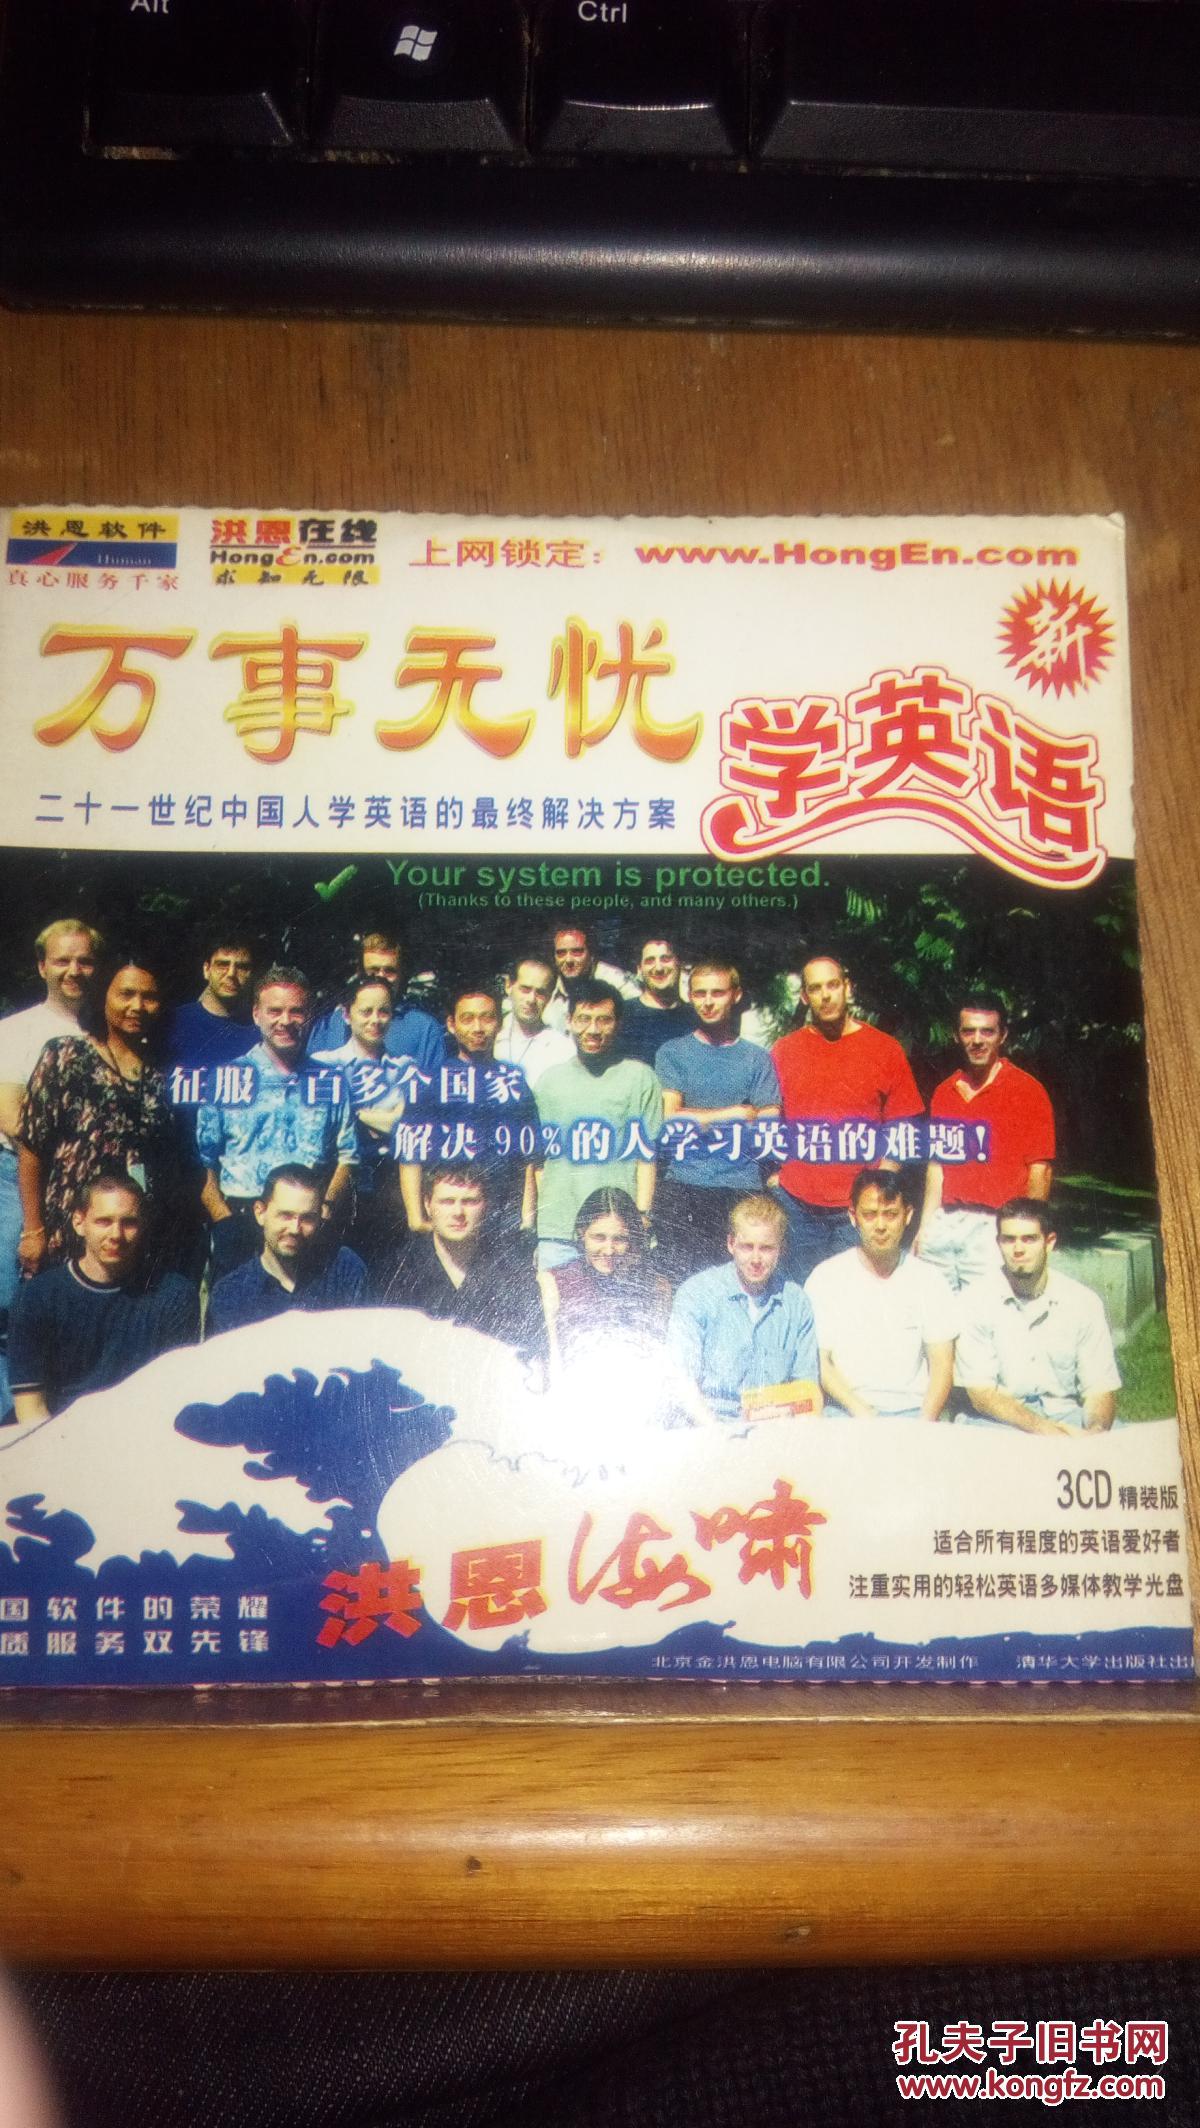 Alt
Ctrl
洪恩软件
Human
真心服务千家
洪恩在线
HongEn.com
求知无限
上网锁定：www.HongEn.com
新
万事无忧
学英语
二十一世纪中国人学英语的最终解决方案
Your system is protected.
(Thanks to these people, and many others.)
征服一百多个国家
解决90%的人学习英语的难题!
3CD 精装版
适合所有程度的英语爱好者
注重实用的轻松英语多媒体教学光盘
洪恩海啸
国软件的荣耀
质服务双先锋
北京金洪恩电脑有限公司开发制作 清华大学出版社出
孔夫子旧书网
www.kongfz.com